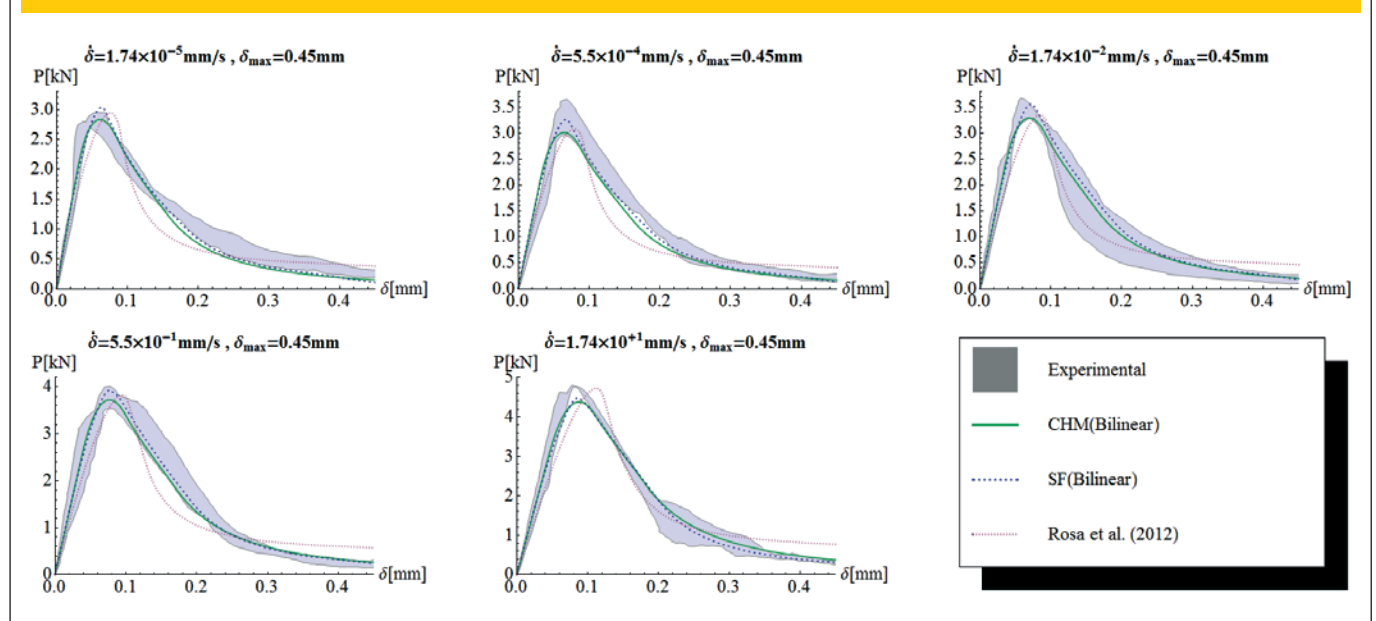 δ̇=1.74×10⁻⁵mm/s , δmax=0.45mm
P[kN]
3.0
2.5
2.0
1.5
1.0
0.5
0.0
0.0 0.1 0.2 0.3 0.4 δ[mm]
δ̇=5.5×10⁻⁴mm/s , δmax=0.45mm
P[kN]
3.5
3.0
2.5
2.0
1.5
1.0
0.5
0.0
0.0 0.1 0.2 0.3 0.4 δ[mm]
δ̇=1.74×10⁻²mm/s , δmax=0.45mm
P[kN]
3.5
3.0
2.5
2.0
1.5
1.0
0.5
0.0
0.0 0.1 0.2 0.3 0.4 δ[mm]
δ̇=5.5×10⁻¹mm/s , δmax=0.45mm
P[kN]
4
3
2
1
0
0.0 0.1 0.2 0.3 0.4 δ[mm]
δ̇=1.74×10⁺¹mm/s , δmax=0.45mm
P[kN]
5
4
3
2
1
0
0.0 0.1 0.2 0.3 0.4 δ[mm]
Experimental
CHM(Bilinear)
SF(Bilinear)
Rosa et al. (2012)